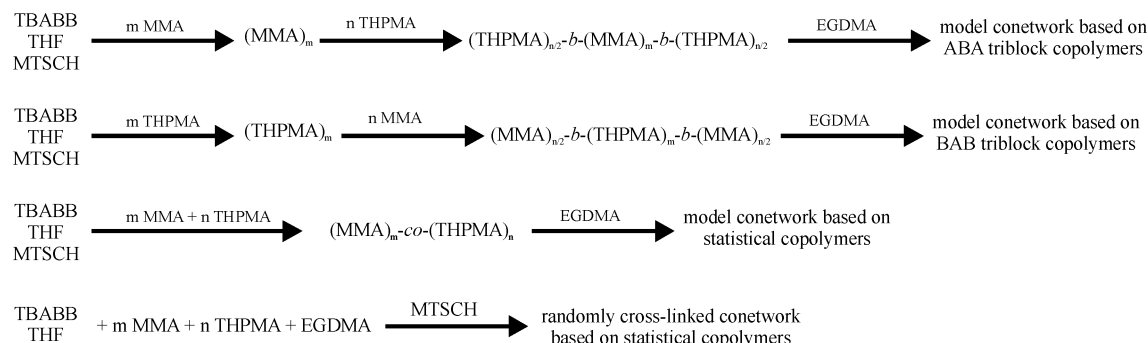 TBABB
THF
MTSCH
m MMA
(MMA)m
n THPMA
(THPMA)n/2-b-(MMA)m-b-(THPMA)n/2
EGDMA
model conetwork based on
ABA triblock copolymers
TBABB
THF
MTSCH
m THPMA
(THPMA)m
n MMA
(MMA)n/2-b-(THPMA)m-b-(MMA)n/2
EGDMA
model conetwork based on
BAB triblock copolymers
TBABB
THF
MTSCH
m MMA + n THPMA
(MMA)m-co-(THPMA)n
EGDMA
model conetwork based on
statistical copolymers
TBABB
THF
+ m MMA + n THPMA + EGDMA
MTSCH
randomly cross-linked conetwork
based on statistical copolymers